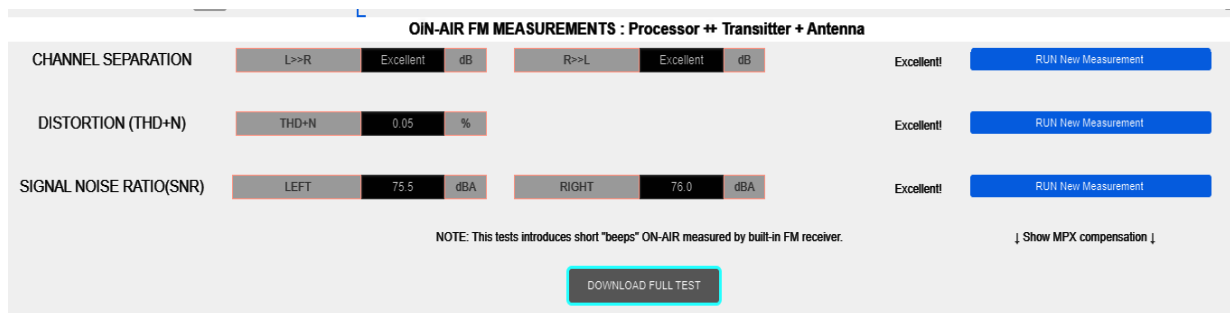 OiN-AIR FM MEASUREMENTS : Processor ++ Transitter + Antenna
CHANNEL SEPARATION L>>R Excellent dB R>>L Excellent dB Excellent! RUN New Measurement
DISTORTION (THD+N) THD+N 0.05 % Excellent! RUN New Measurement
SIGNAL NOISE RATIO(SNR) LEFT 75.5 dBA RIGHT 76.0 dBA Excellent! RUN New Measurement
NOTE: This tests introduces short "beeps" ON-AIR measured by built-in FM receiver. ↓ Show MPX compensation ↓
DOWNLOAD FULL TEST